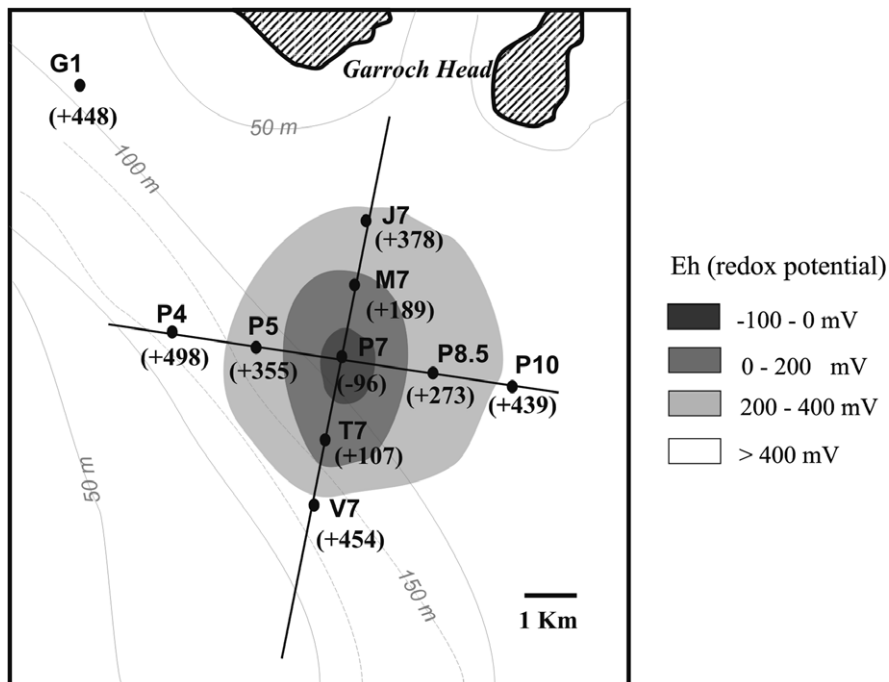 G1
(+448)
Garroch Head
50 m
100 m
J7
(+378)
M7
(+189)
P4
(+498)
P5
(+355)
P7
(-96)
P8.5
(+273)
P10
(+439)
T7
(+107)
V7
(+454)
50 m
150 m
1 Km
Eh (redox potential)
-100 - 0 mV
0 - 200 mV
200 - 400 mV
> 400 mV